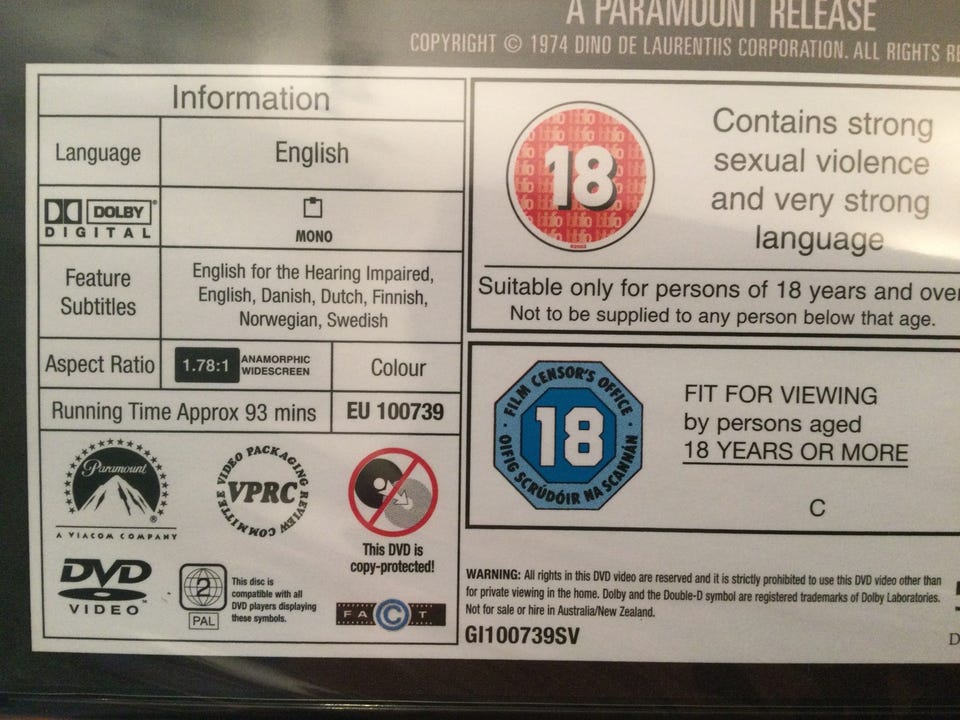 A PARAMOUNT RELEASE
COPYRIGHT © 1974 DINO DE LAURENTIIS CORPORATION. ALL RIGHTS RE
Information
Language
English
DOLBY
DIGITAL
MONO
Feature
Subtitles
English for the Hearing Impaired,
English, Danish, Dutch, Finnish,
Norwegian, Swedish
Aspect Ratio
1.78:1
ANAMORPHIC
WIDESCREEN
Colour
Running Time Approx 93 mins
EU 100739
Paramount
®
A VIACOM COMPANY
VIDEO PACKAGING REVIEW COMMITTEE
VPRC
This DVD is
copy-protected!
DVD
VIDEO
™
2
PAL
This disc is
compatible with all
DVD players displaying
these symbols.
FACT
bbfc
18
Contains strong
sexual violence
and very strong
language
Suitable only for persons of 18 years and over
Not to be supplied to any person below that age.
FILM CENSOR'S OFFICE
18
OIFIG SCRÚDÓIR NA SCANNÁN
FIT FOR VIEWING
by persons aged
18 YEARS OR MORE
C
WARNING: All rights in this DVD video are reserved and it is strictly prohibited to use this DVD video other than
for private viewing in the home. Dolby and the Double-D symbol are registered trademarks of Dolby Laboratories.
Not for sale or hire in Australia/New Zealand.
GI100739SV
D